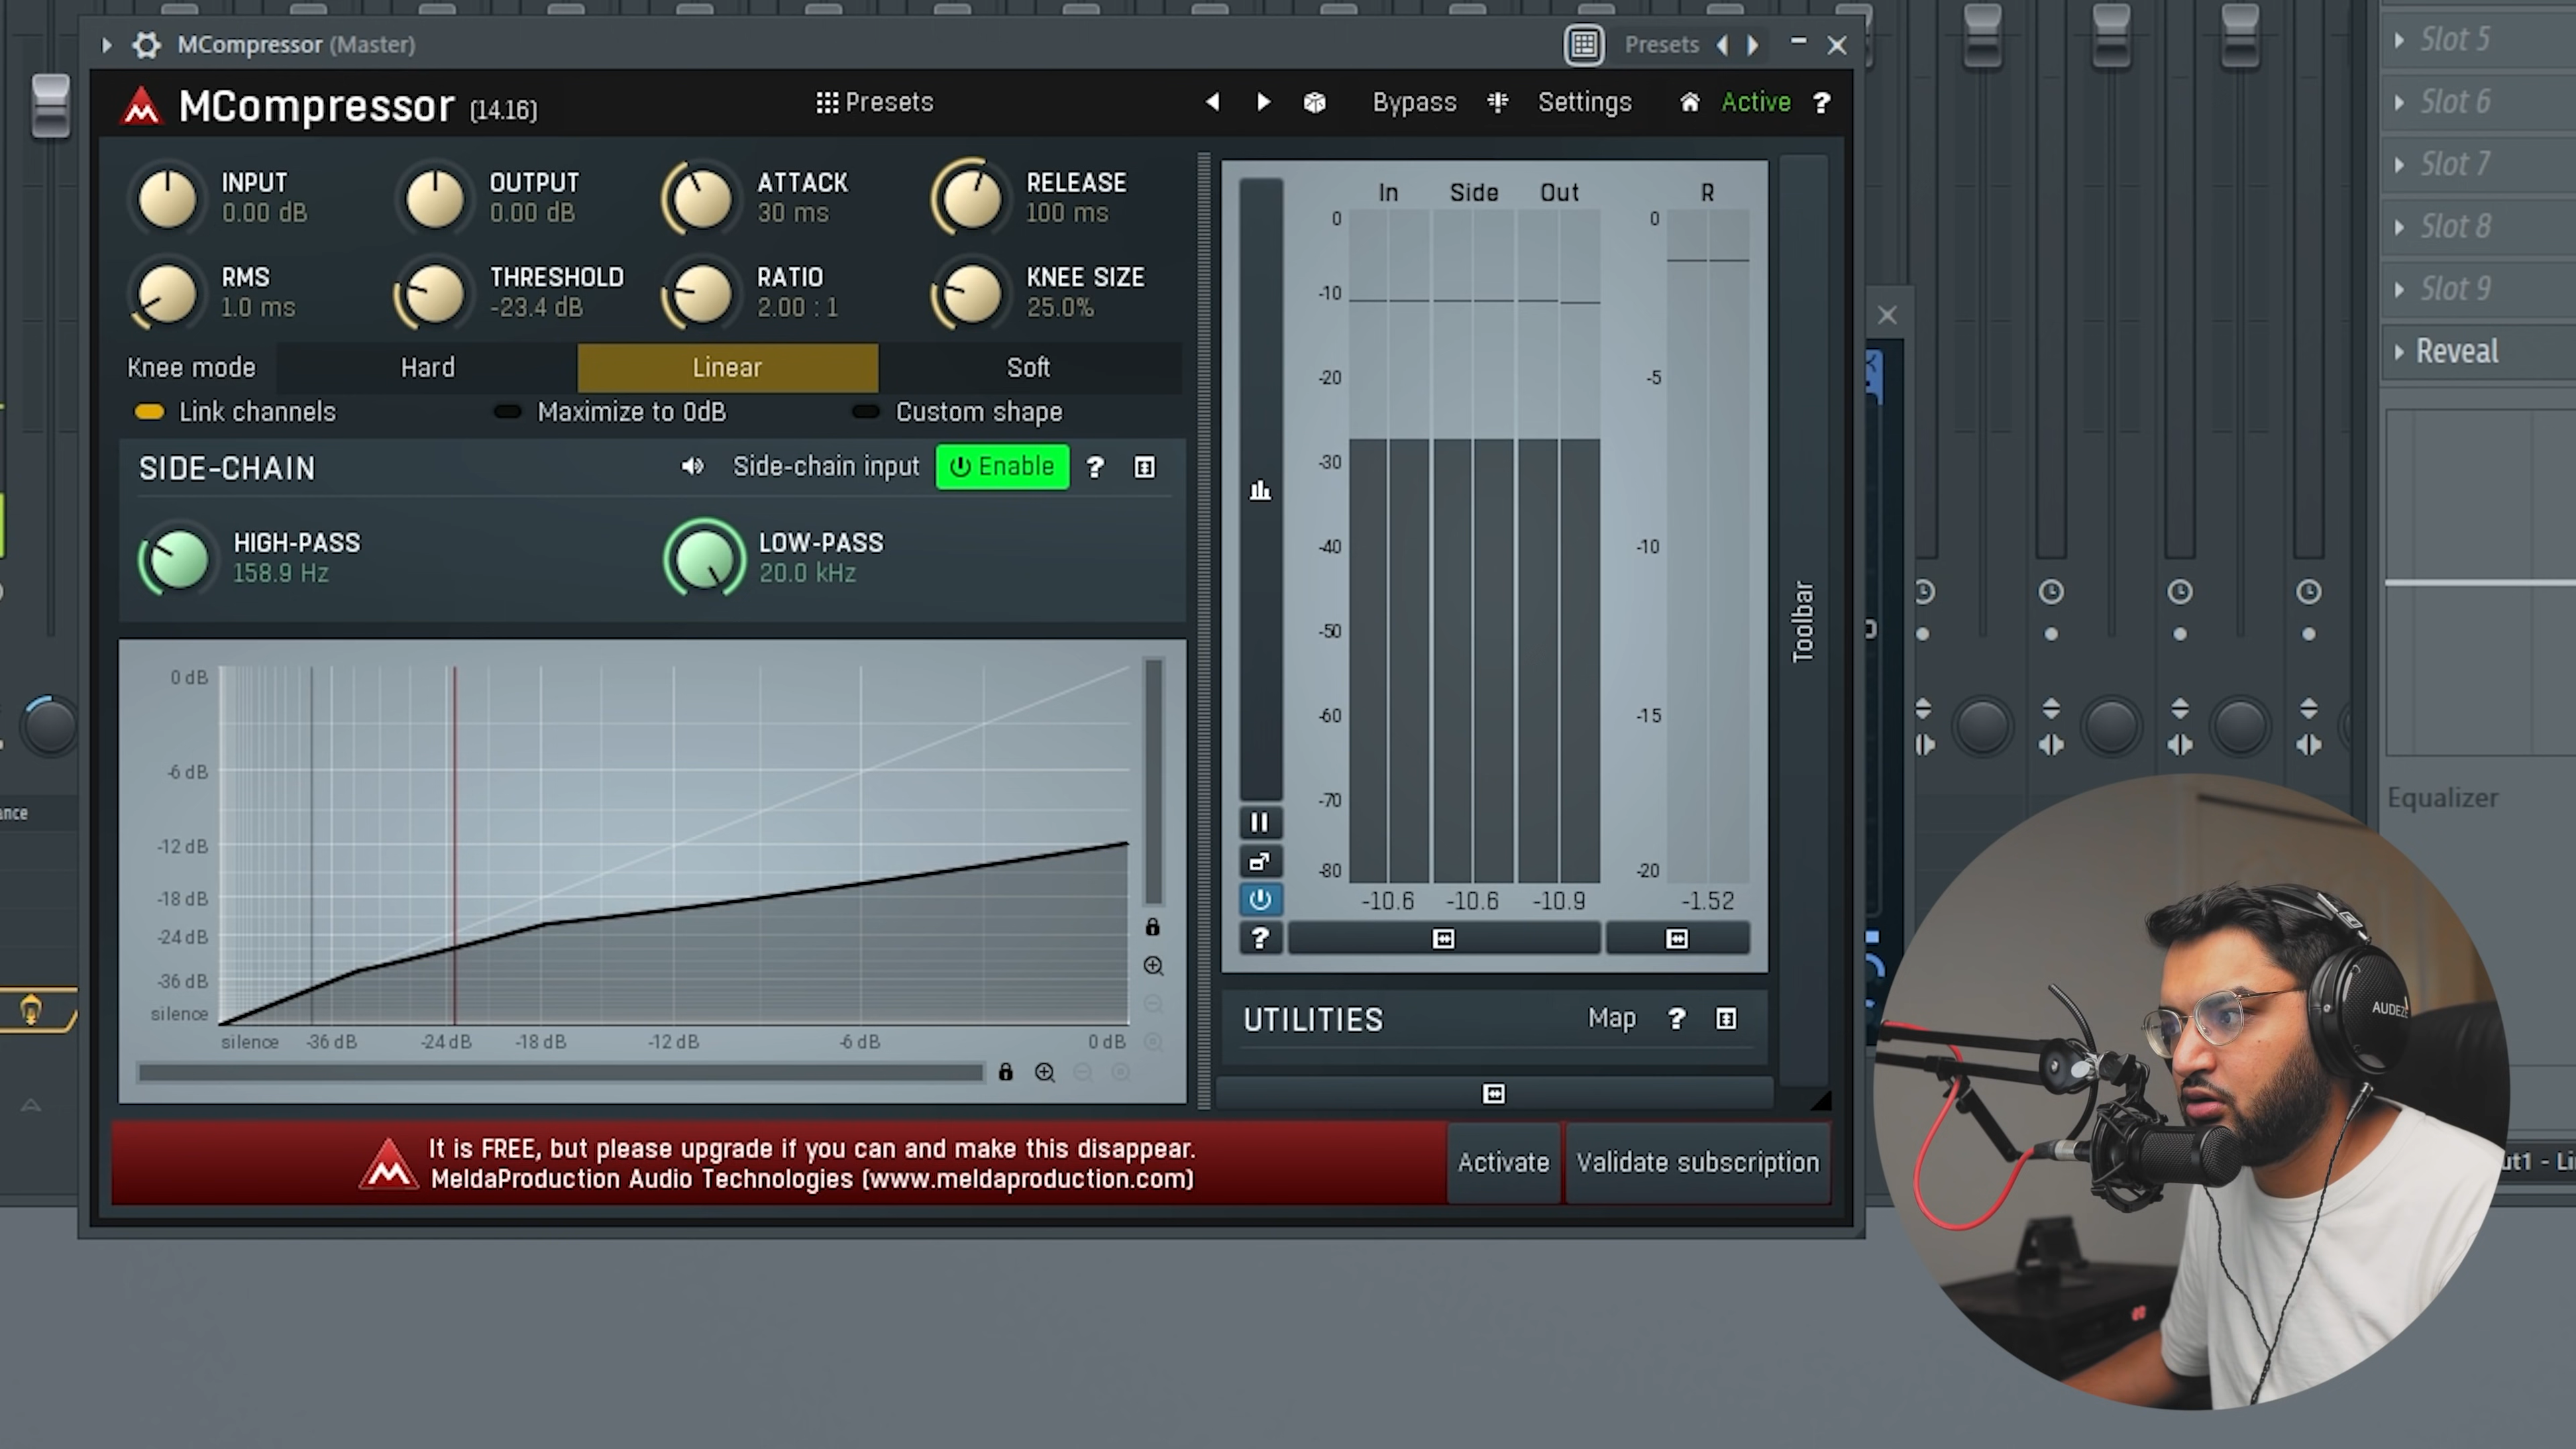 MCompressor (Master)
Presets
MCompressor (14.16)
Presets
Bypass
Settings
Active
?
INPUT
0.00 dB
OUTPUT
0.00 dB
ATTACK
30 ms
RELEASE
100 ms
RMS
1.0 ms
THRESHOLD
-23.4 dB
RATIO
2.00 : 1
KNEE SIZE
25.0%
Knee mode
Hard
Linear
Soft
Link channels
Maximize to 0dB
Custom shape
SIDE-CHAIN
Side-chain input
Enable
?
HIGH-PASS
158.9 Hz
LOW-PASS
20.0 kHz
0 dB
-6 dB
-12 dB
-18 dB
-24 dB
-36 dB
silence
silence -36 dB -24 dB -18 dB -12 dB -6 dB 0 dB
In Side Out R
0
-10
-20
-30
-40
-50
-60
-70
-80
0
-5
-10
-15
-20
-10.6 -10.6 -10.9 -1.52
?
Toolbar
UTILITIES
Map
?
It is FREE, but please upgrade if you can and make this disappear.
MeldaProduction Audio Technologies (www.meldaproduction.com)
Activate
Validate subscription
Slot 5
Slot 6
Slot 7
Slot 8
Slot 9
Reveal
Equalizer
AUDEZE